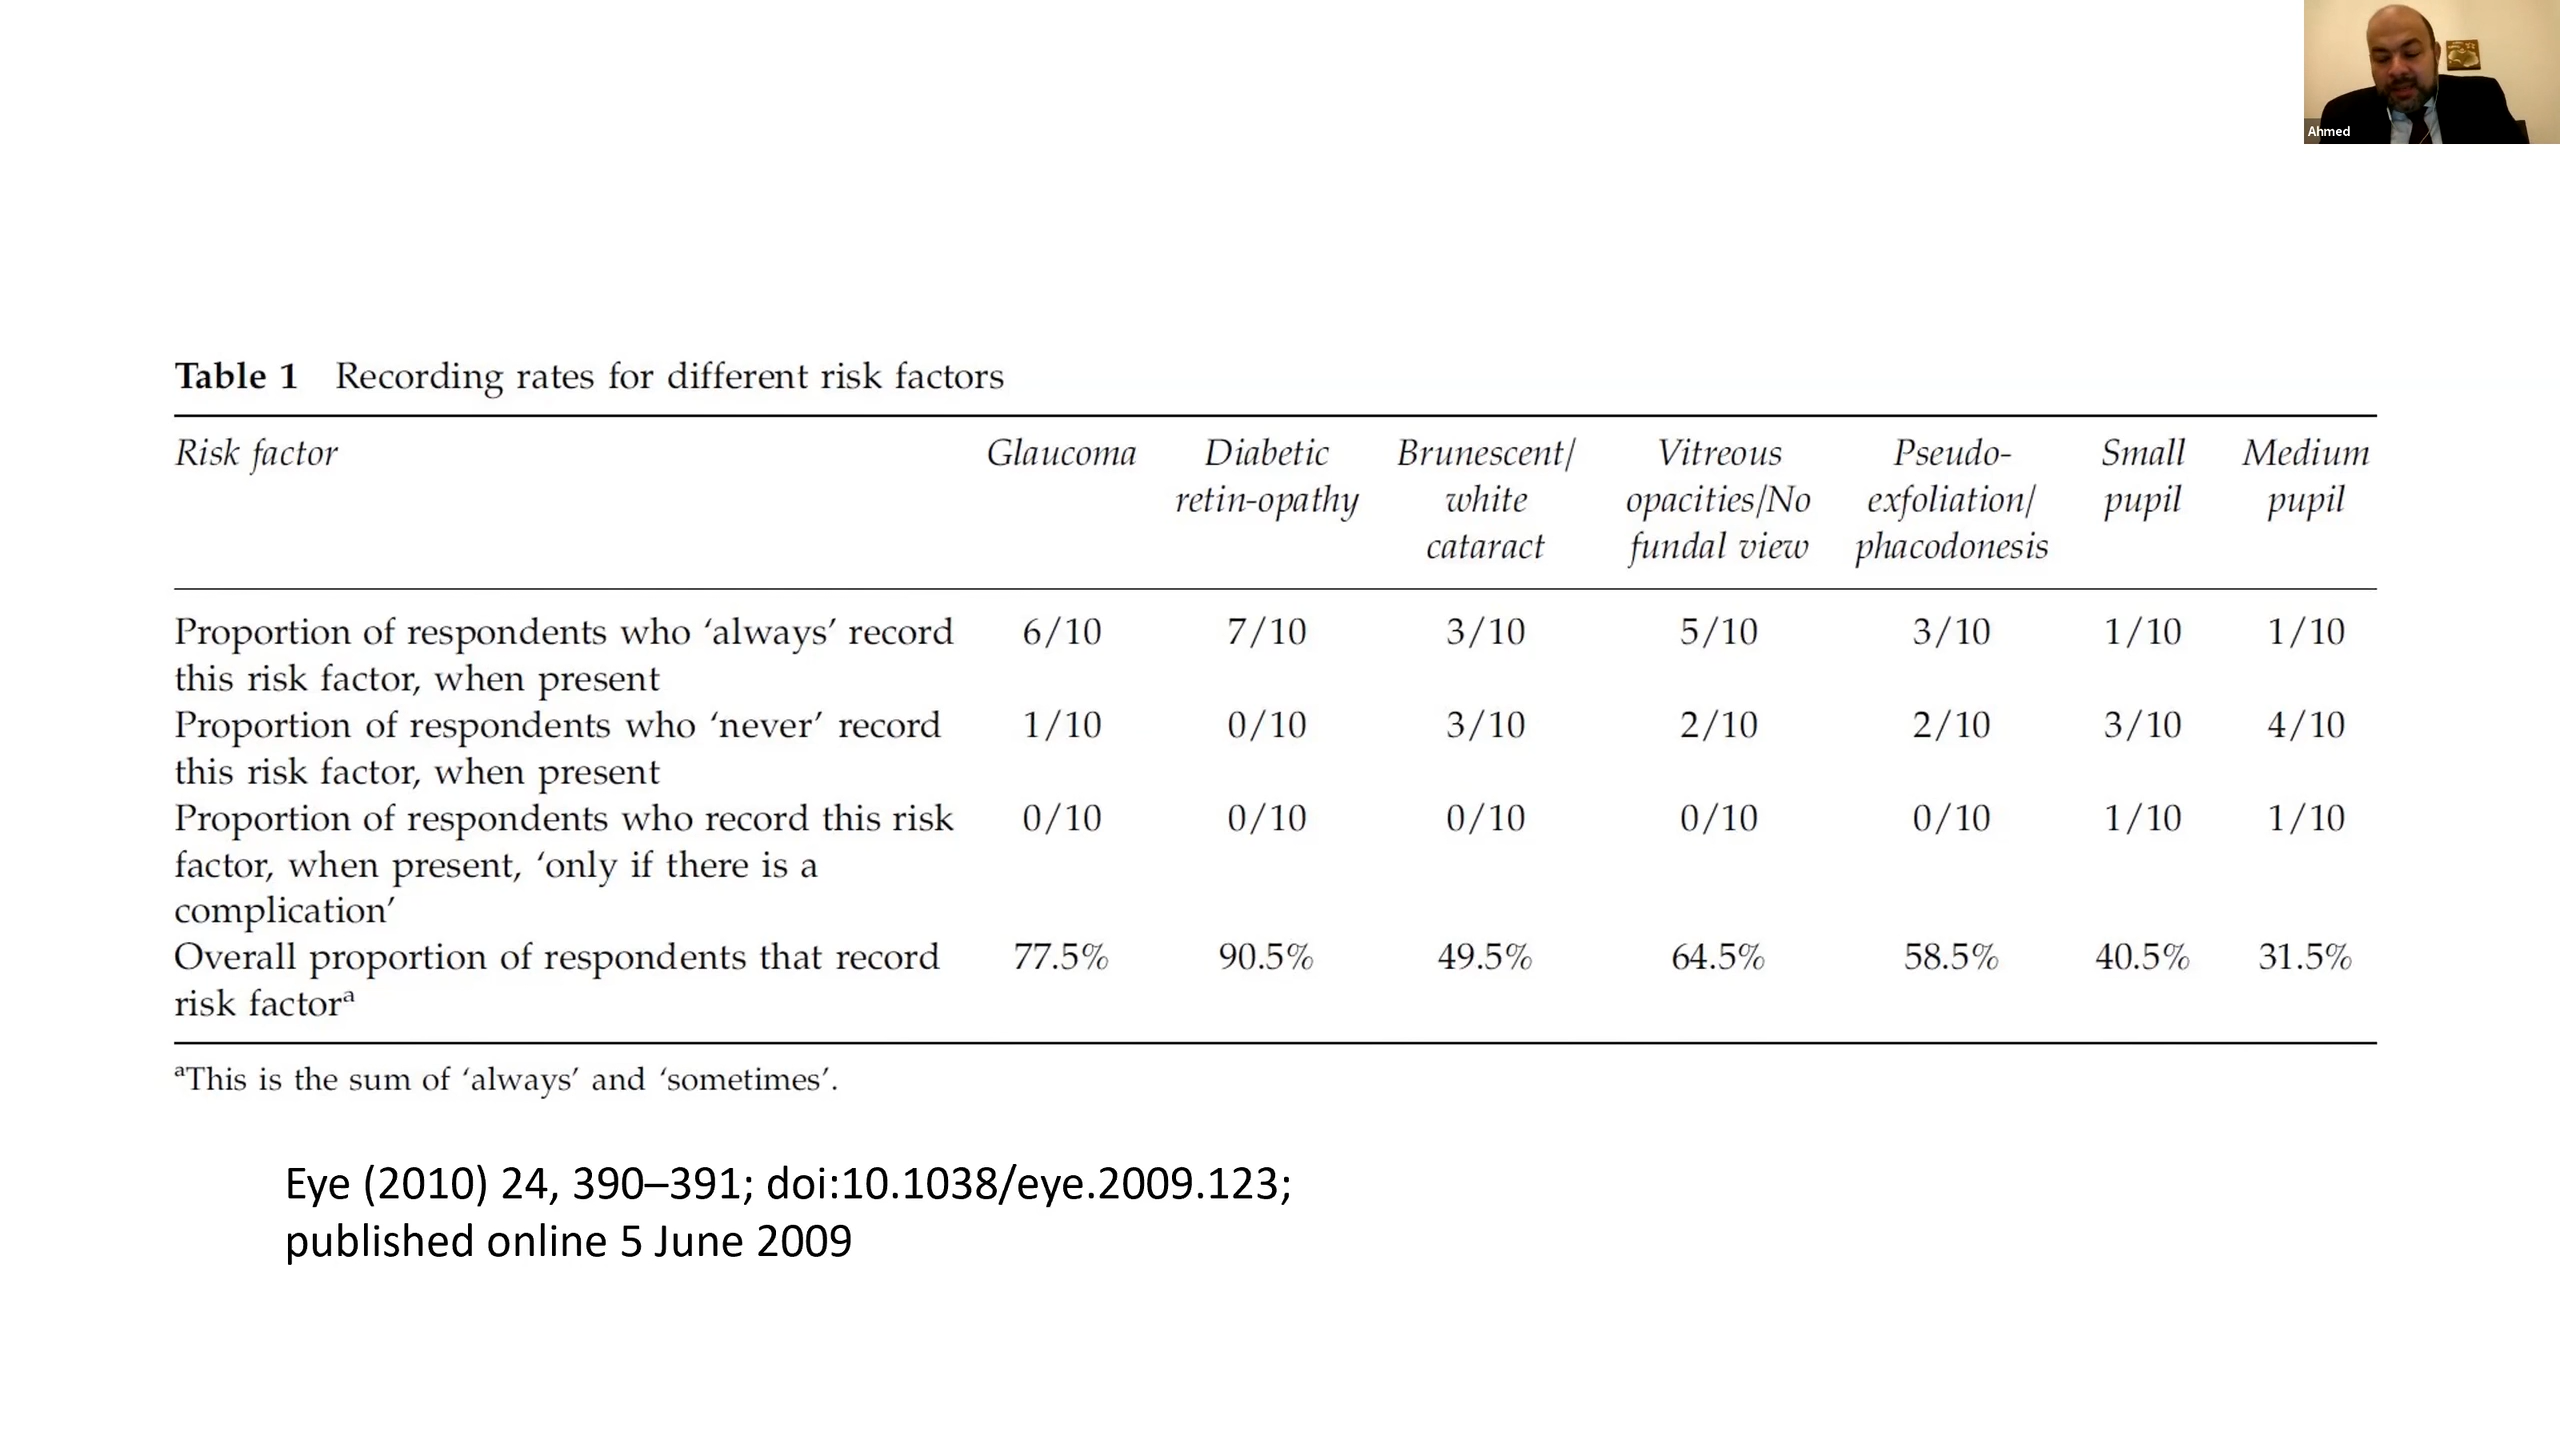 Ahmed
Table 1 Recording rates for different risk factors
Risk factor Glaucoma Diabetic Brunescent/ Vitreous Pseudo- Small Medium
retin-opathy white opacities/No exfoliation/ pupil pupil
cataract fundal view phacodonesis
Proportion of respondents who ‘always’ record 6/10 7/10 3/10 5/10 3/10 1/10 1/10
this risk factor, when present
Proportion of respondents who ‘never’ record 1/10 0/10 3/10 2/10 2/10 3/10 4/10
this risk factor, when present
Proportion of respondents who record this risk 0/10 0/10 0/10 0/10 0/10 1/10 1/10
factor, when present, ‘only if there is a
complication’
Overall proportion of respondents that record 77.5% 90.5% 49.5% 64.5% 58.5% 40.5% 31.5%
risk factorᵃ
ᵃThis is the sum of ‘always’ and ‘sometimes’.
Eye (2010) 24, 390–391; doi:10.1038/eye.2009.123;
published online 5 June 2009